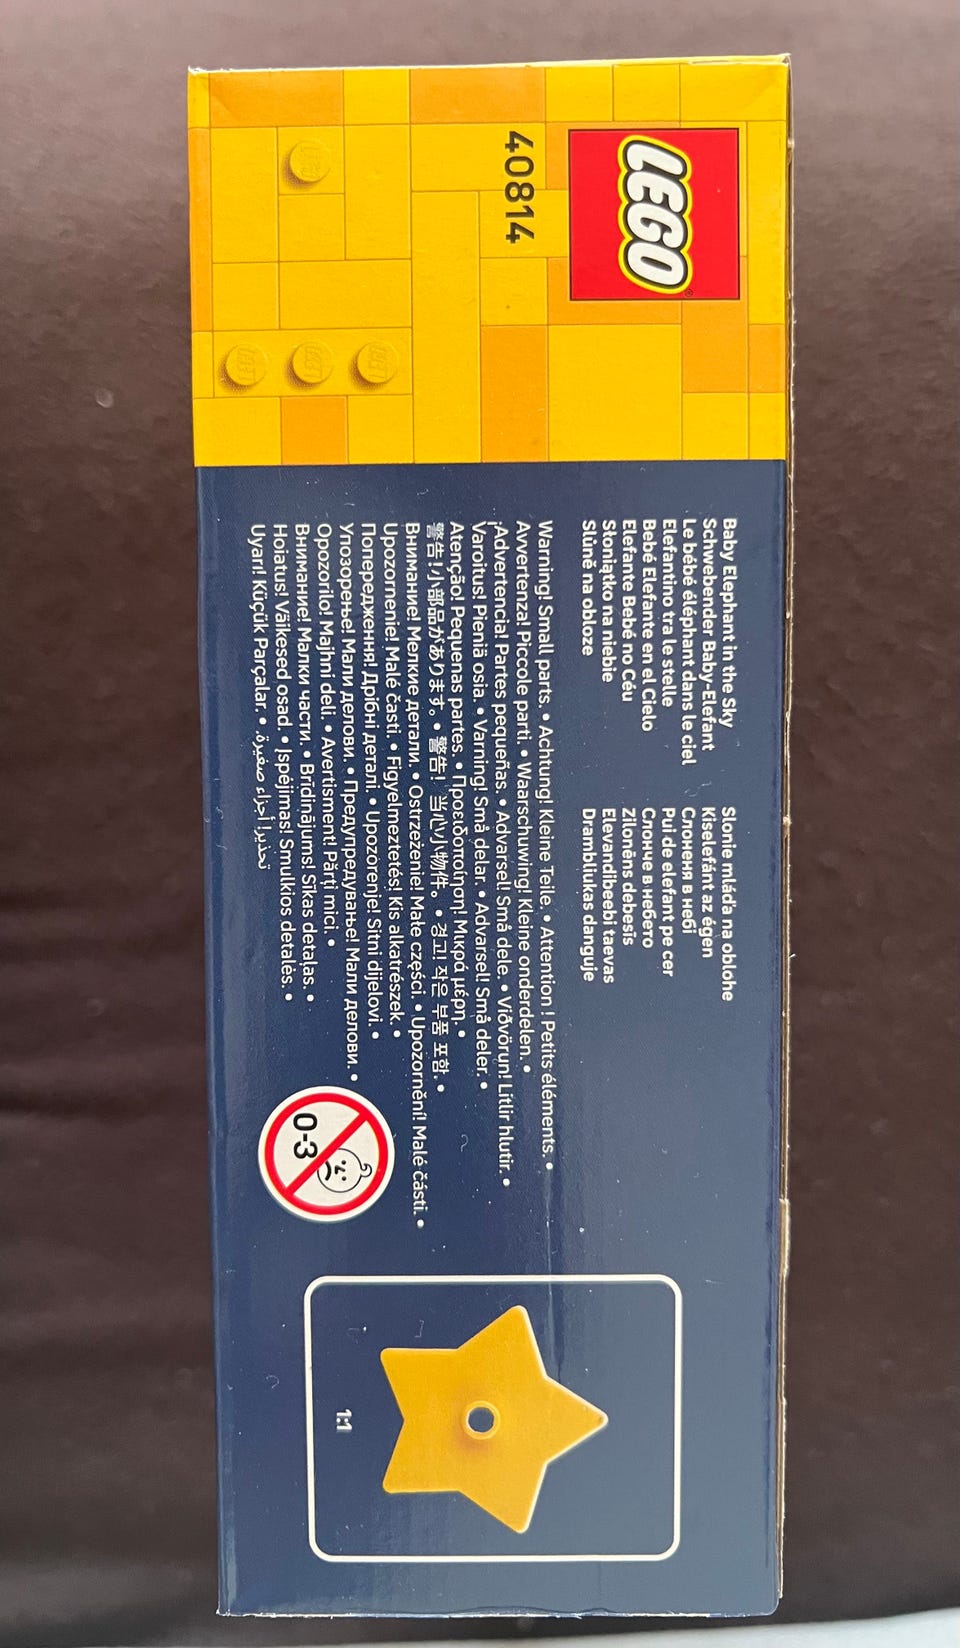 LEGO®
40814
Baby Elephant in the Sky
Schwebender Baby-Elefant
Le bébé éléphant dans le ciel
Elefantino tra le stelle
Bebé Elefante en el Cielo
Elefante Bebé no Céu
Słoniątko na niebie
Slůně na obloze
Slonie mláďa na oblohe
Kiselefánt az égen
Слоненя в небі
Pui de elefant pe cer
Слонче в небето
Zilonēns debesis
Elevandibeebi taevas
Drambliukas danguje
Warning! Small parts. • Achtung! Kleine Teile. • Attention ! Petits éléments. •
Avvertenza! Piccole parti. • Waarschuwing! Kleine onderdelen. •
¡Advertencia! Partes pequeñas. • Advarsel! Små dele. • Viðvörun! Litlir hlutir. •
Varoitus! Pieniä osia. • Varning! Små delar. • Advarsel! Små deler. •
Atenção! Pequenas partes. • Προειδοποίηση! Μικρά μέρη. •
警告!小部品があります。• 警告! 当心小物件。• 경고! 작은 부품 포함. •
Внимание! Мелкие детали. • Ostrzeżenie! Małe części. • Upozornění! Malé části. •
Upozornenie! Malé časti. • Figyelmeztetés! Kis alkatrészek. •
Попередження! Дрібні деталі. • Upozorenje! Sitni dijelovi. •
Упозорење! Мали делови. • Предупредување! Мали делови. •
Opozorilo! Majhni deli. • Avertisment! Părți mici. •
Внимание! Малки части. • Brīdinājums! Sīkas detaļas. •
Hoiatus! Väikesed osad. • Įspėjimas! Smulkios detalės. •
Uyarı! Küçük Parçalar. • تحذير! أجزاء صغيرة.
0-3
1:1